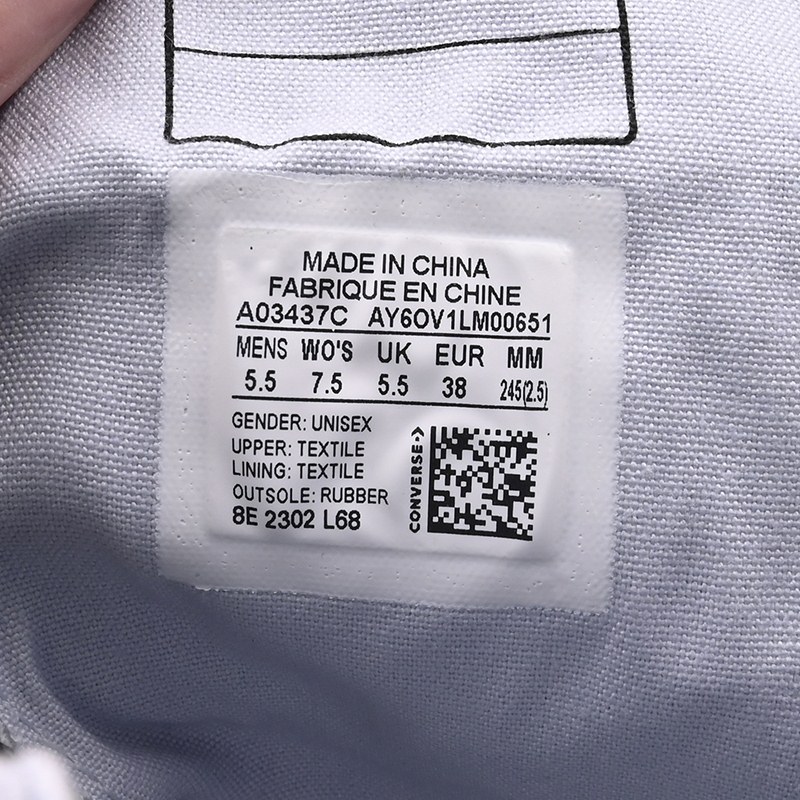 MADE IN CHINA
FABRIQUE EN CHINE
A03437C AY6OV1LM00651
MENS WO'S UK EUR MM
5.5 7.5 5.5 38 245(2.5)
GENDER: UNISEX
UPPER: TEXTILE
LINING: TEXTILE
OUTSOLE: RUBBER
8E 2302 L68
CONVERSE